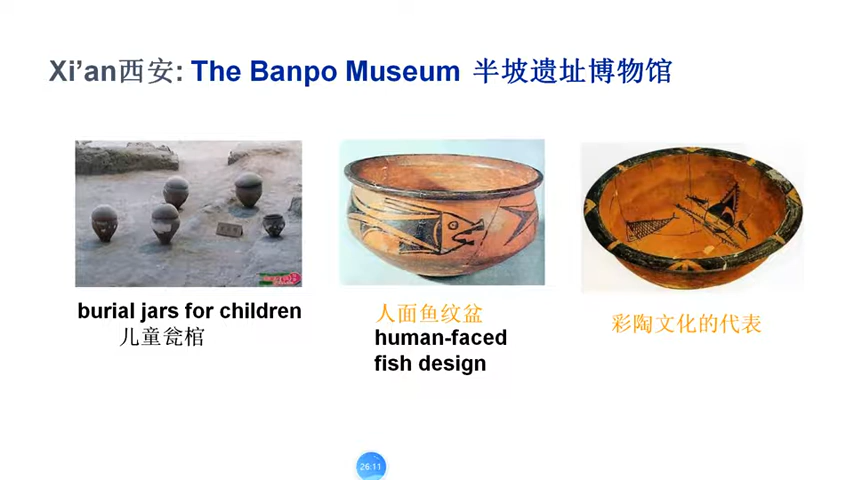 Xi’an西安: The Banpo Museum 半坡遗址博物馆
burial jars for children
儿童瓮棺
人面鱼纹盆
human-faced
fish design
彩陶文化的代表
26:11